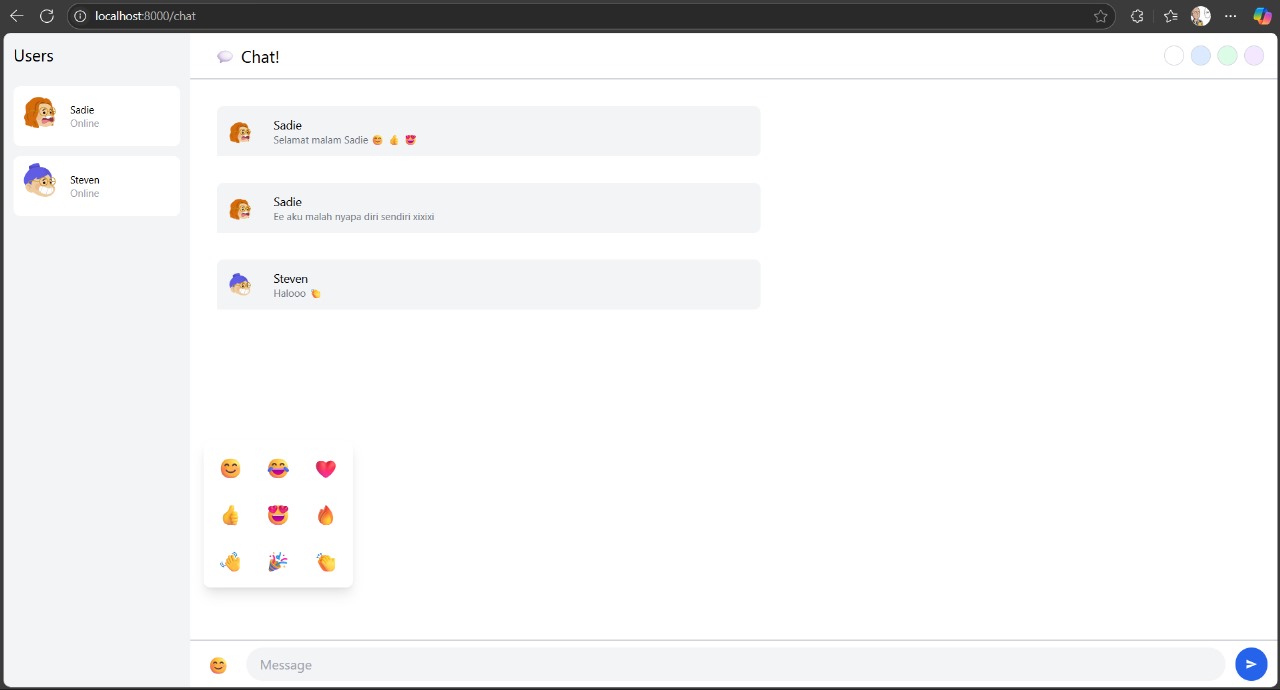 localhost:8000/chat
Users
💬 Chat!
Sadie
Online
Steven
Online
Sadie
Selamat malam Sadie 😊 👍 😍
Sadie
Ee aku malah nyapa diri sendiri xixixi
Steven
Halooo 👏
Message